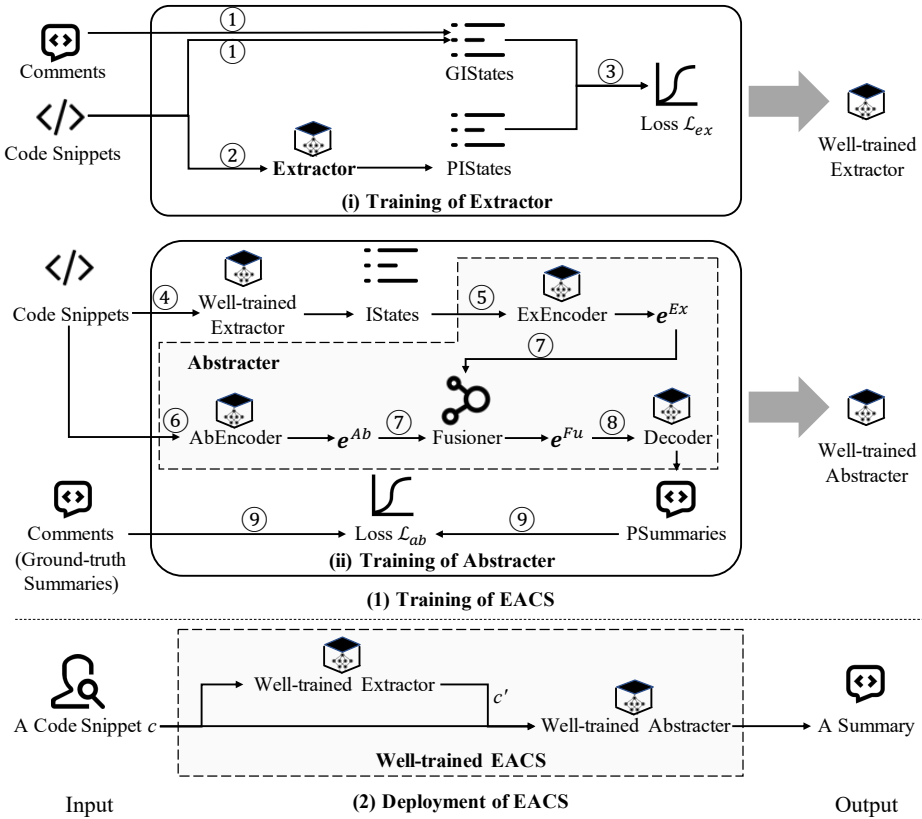 ①
①
Comments
GIStates
③
Code Snippets
②
Extractor
PIStates
Loss ℒ_ex
Well-trained
Extractor
(i) Training of Extractor
Code Snippets
④
Well-trained
Extractor
IStates
⑤
ExEncoder
e^Ex
Abstracter
⑦
⑥
AbEncoder
e^Ab
⑦
Fusioner
e^Fu
⑧
Decoder
Well-trained
Abstracter
Comments
(Ground-truth
Summaries)
⑨
Loss ℒ_ab
⑨
PSummaries
(ii) Training of Abstracter
(1) Training of EACS
A Code Snippet c
Well-trained Extractor
c′
Well-trained Abstracter
A Summary
Well-trained EACS
Input
(2) Deployment of EACS
Output